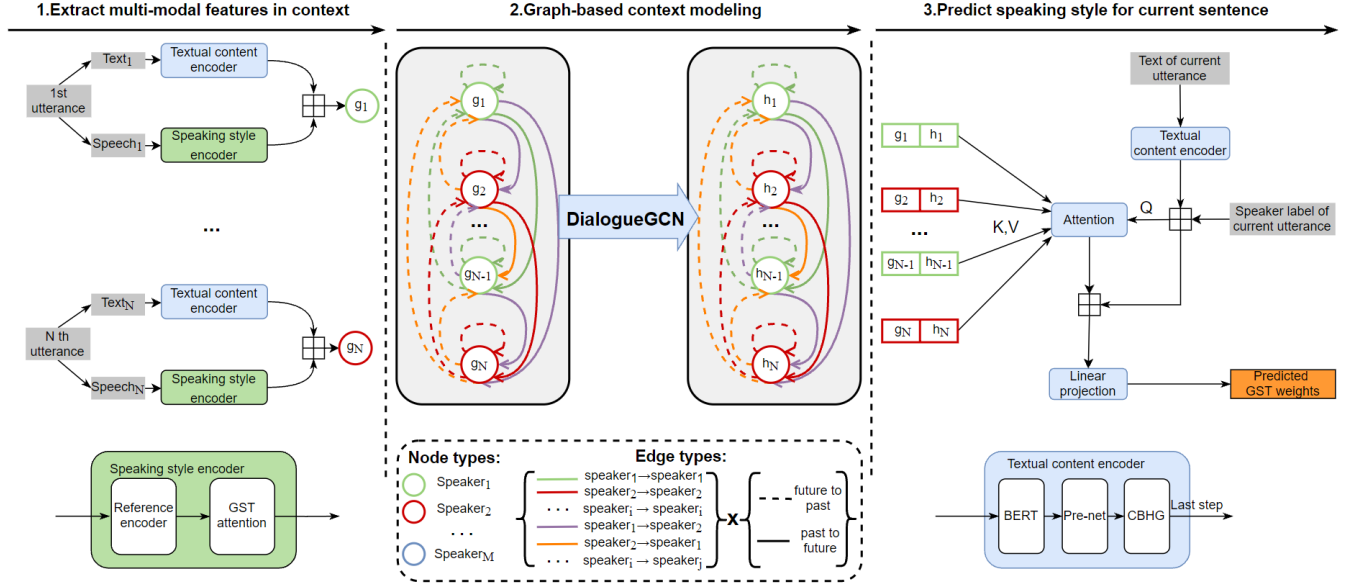 1.Extract multi-modal features in context
2.Graph-based context modeling
3.Predict speaking style for current sentence
Text1
Textual content
encoder
1st
utterance
Speech1
Speaking style
encoder
g1
...
TextN
Textual content
encoder
N th
utterance
SpeechN
Speaking style
encoder
gN
Speaking style encoder
Reference
encoder
GST
attention
g1
g2
...
gN-1
gN
DialogueGCN
h1
h2
...
hN-1
hN
Node types:
Speaker1
Speaker2
...
SpeakerM
Edge types:
speaker1→speaker1
speaker2→speaker2
... speakeri → speakeri
speaker1→speaker2
speaker2→speaker1
... speakeri → speakerj
x
future to
past
past to
future
Text of current
utterance
Textual
content encoder
g1 h1
g2 h2
...
gN-1 hN-1
gN hN
K,V
Attention
Q
Speaker label of
current utterance
Linear
projection
Predicted
GST weights
Textual content encoder
BERT
Pre-net
CBHG
Last step